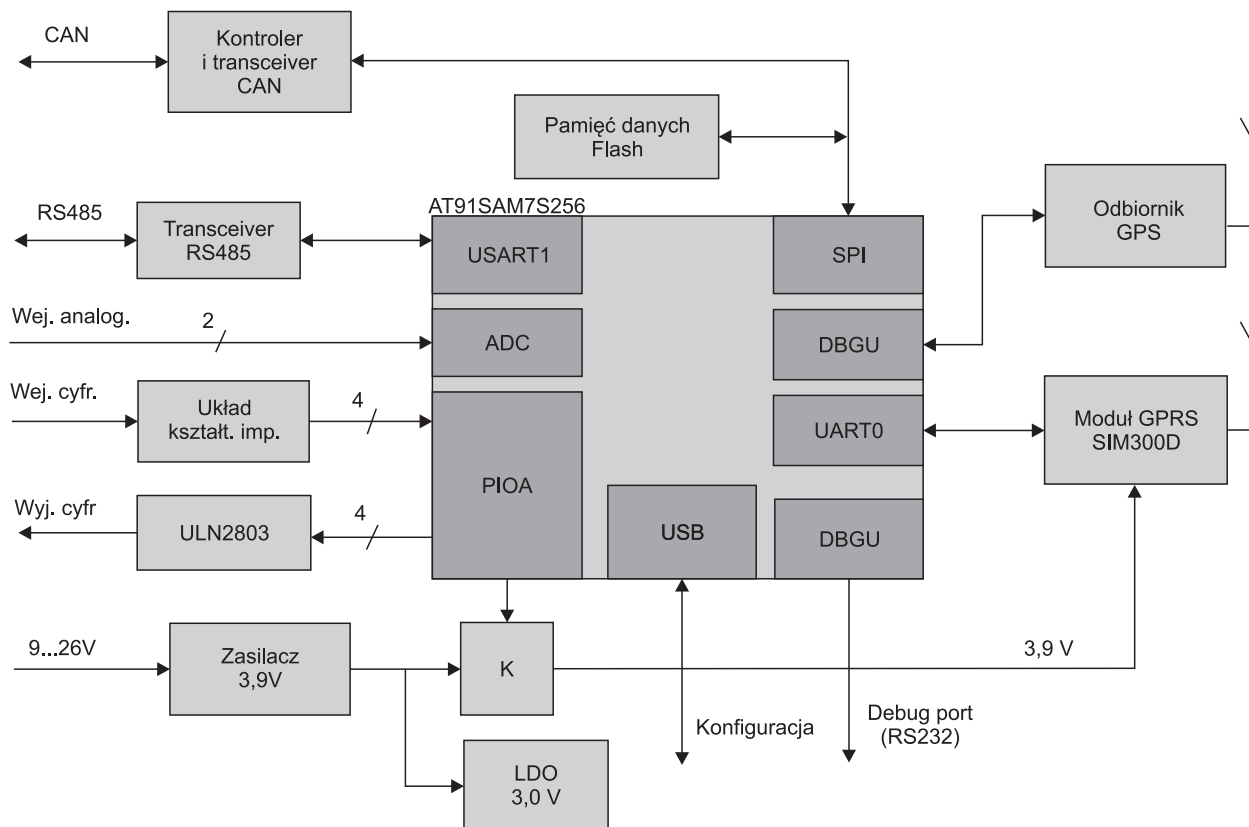 CAN
Kontroler
i transceiver
CAN
Pamięć danych
Flash
RS485
Transceiver
RS485
AT91SAM7S256
USART1
SPI
Odbiornik
GPS
Wej. analog.
2
ADC
DBGU
Wej. cyfr.
Układ
kształt. imp.
4
PIOA
UART0
Moduł GPRS
SIM300D
Wyj. cyfr
ULN2803
4
USB
DBGU
9...26V
Zasilacz
3,9V
K
3,9 V
Konfiguracja
Debug port
(RS232)
LDO
3,0 V